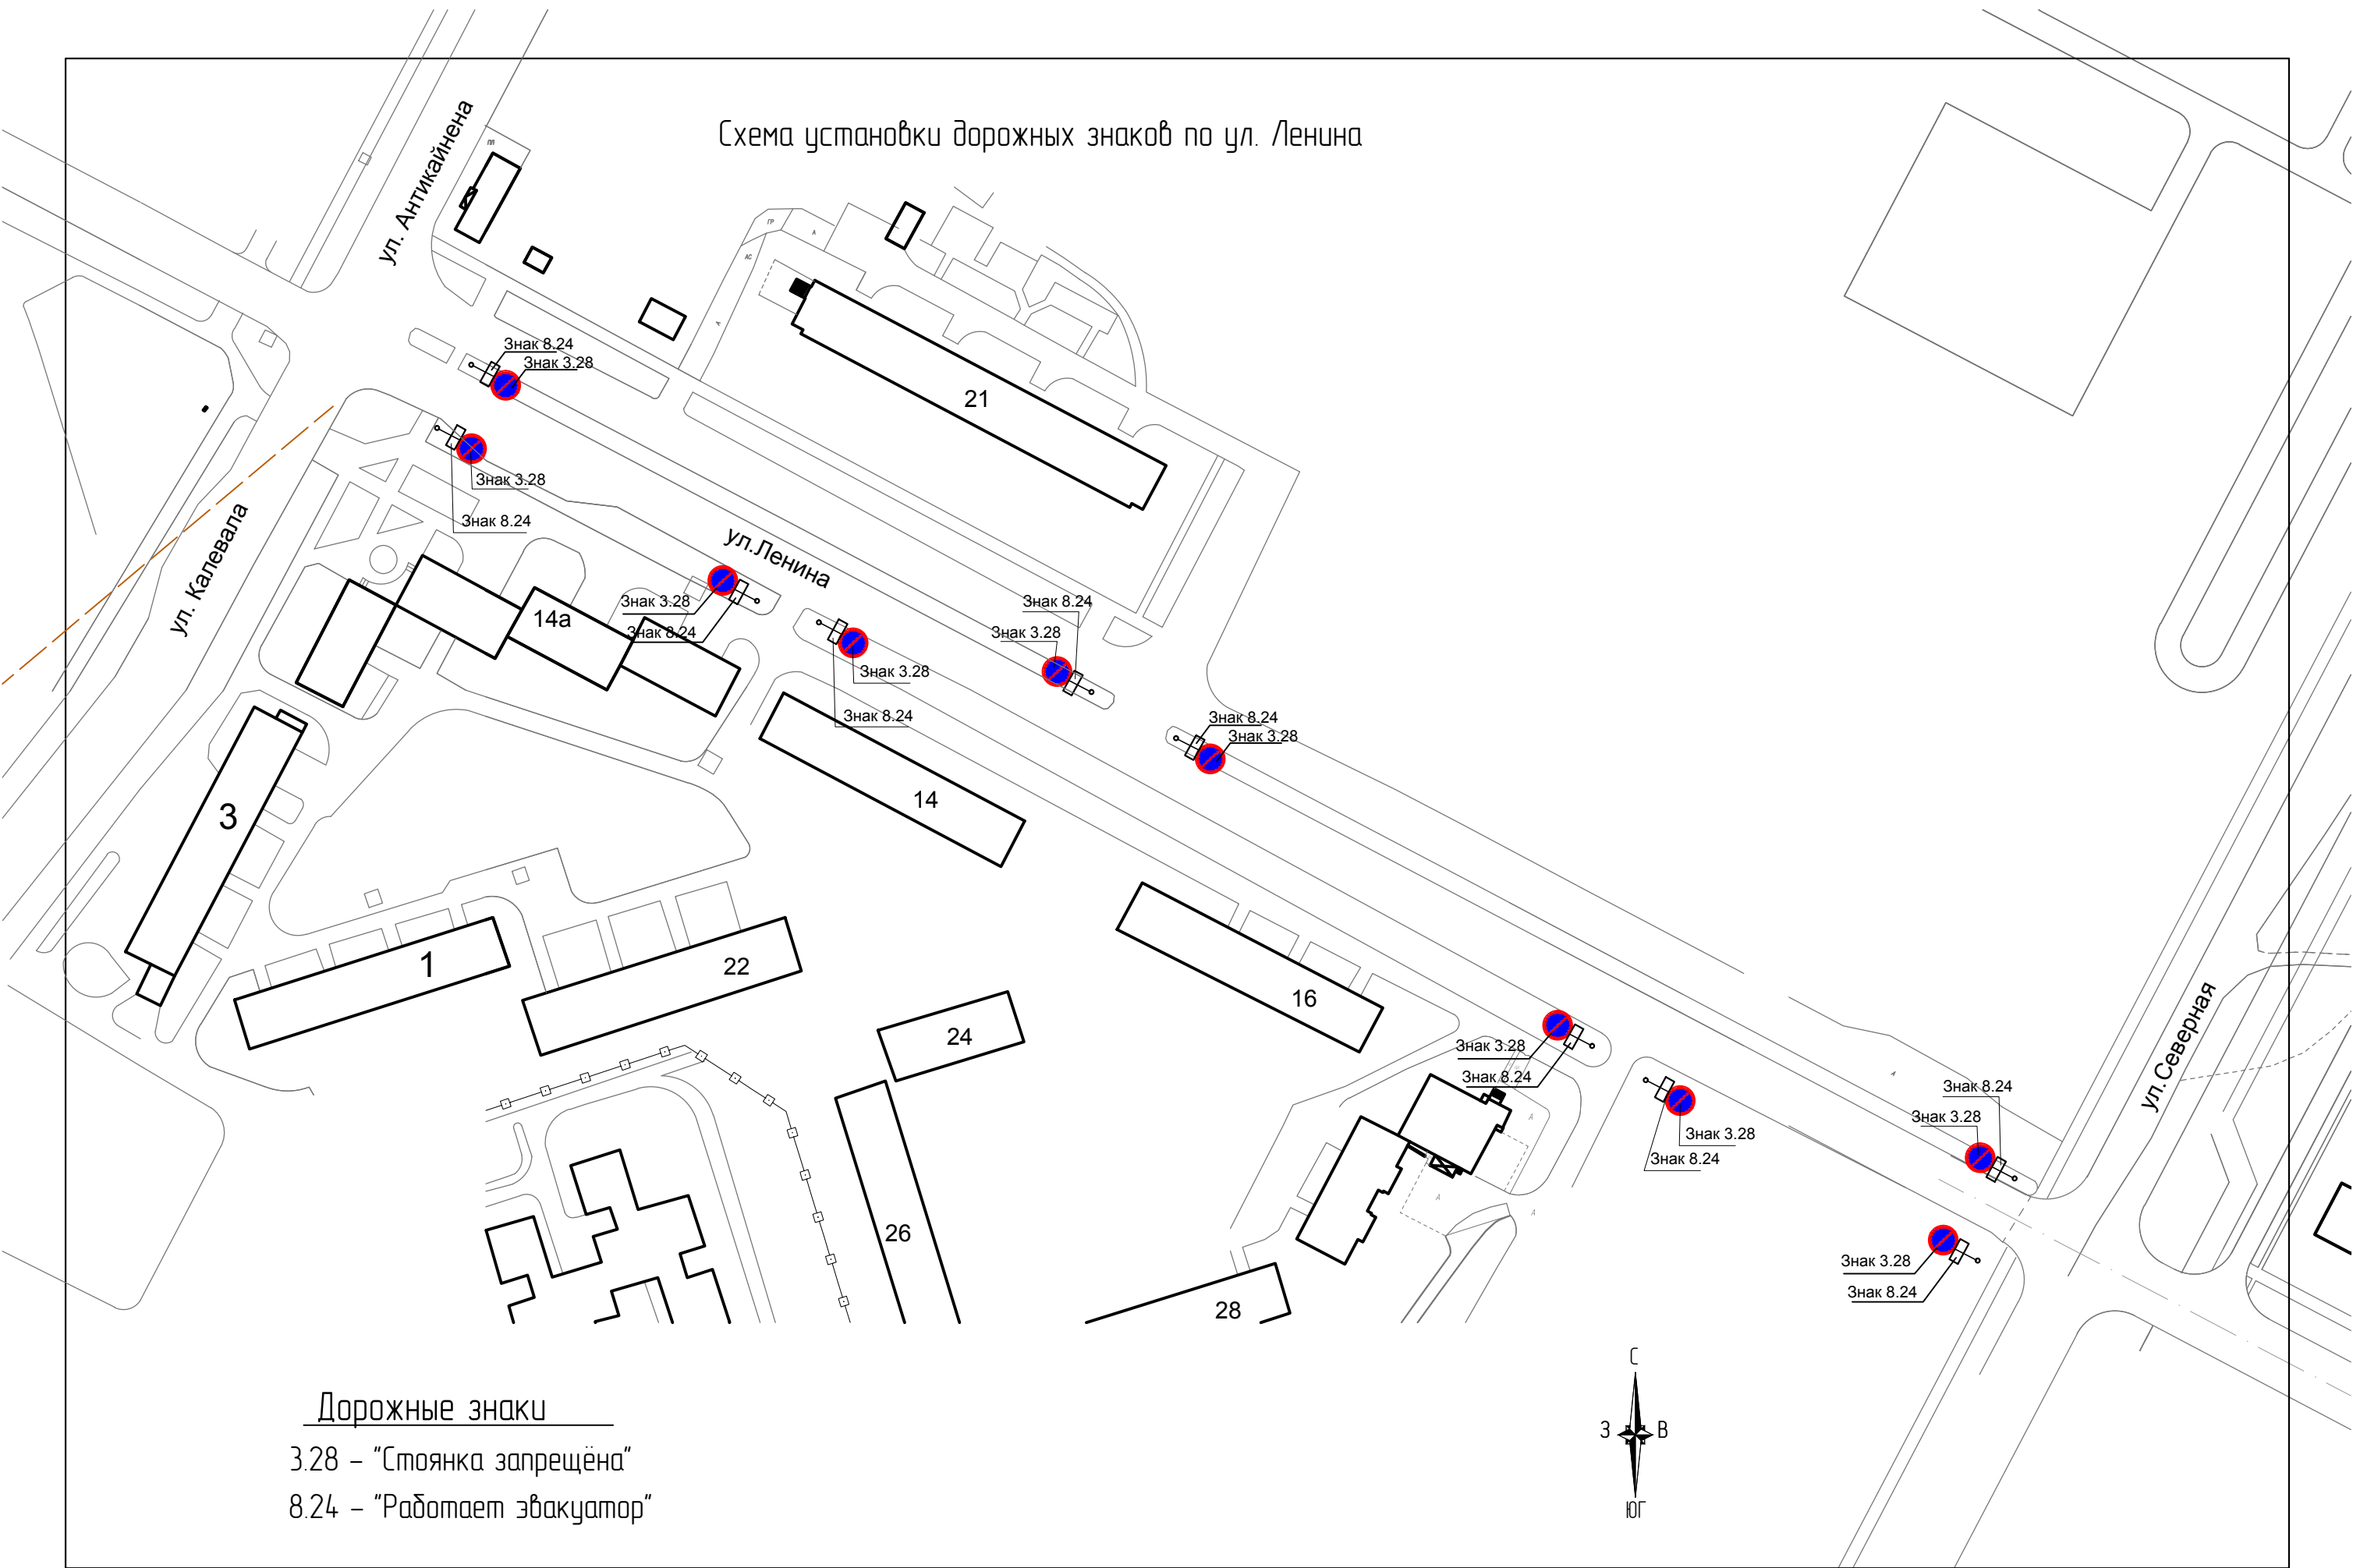 Схема установки дорожных знаков по ул. Ленина
ул. Антикайнена
ПЛ
ГР
А
АС
А
21
Знак 8.24
Знак 3.28
Знак 3.28
Знак 8.24
ул. Калевала
ул.Ленина
14а
Знак 3.28
Знак 8.24
Знак 3.28
Знак 8.24
Знак 8.24
Знак 3.28
Знак 8.24
Знак 3.28
3
14
1
22
24
16
26
28
Знак 3.28
Знак 8.24
Знак 3.28
Знак 8.24
Знак 8.24
Знак 3.28
ул.Северная
Знак 3.28
Знак 8.24
А
А
А
А
Дорожные знаки
3.28 – "Стоянка запрещёна"
8.24 – "Работает эвакуатор"
С
З
В
ЮГ